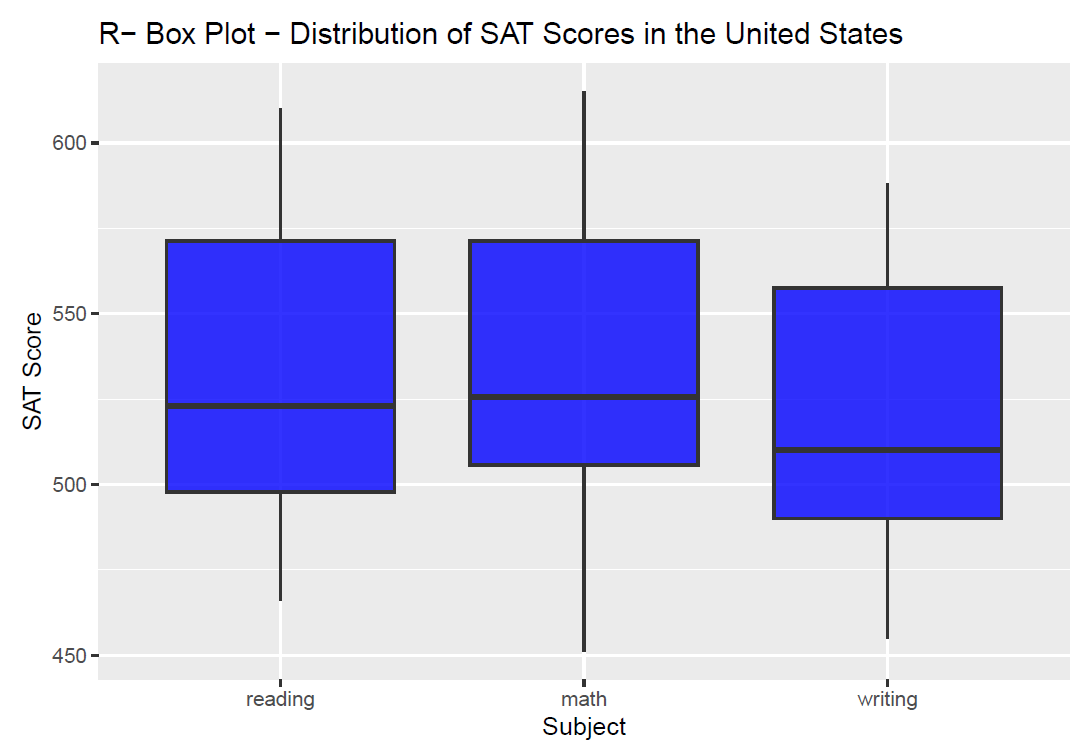 R− Box Plot − Distribution of SAT Scores in the United States
SAT Score
600
550
500
450
reading math writing
Subject